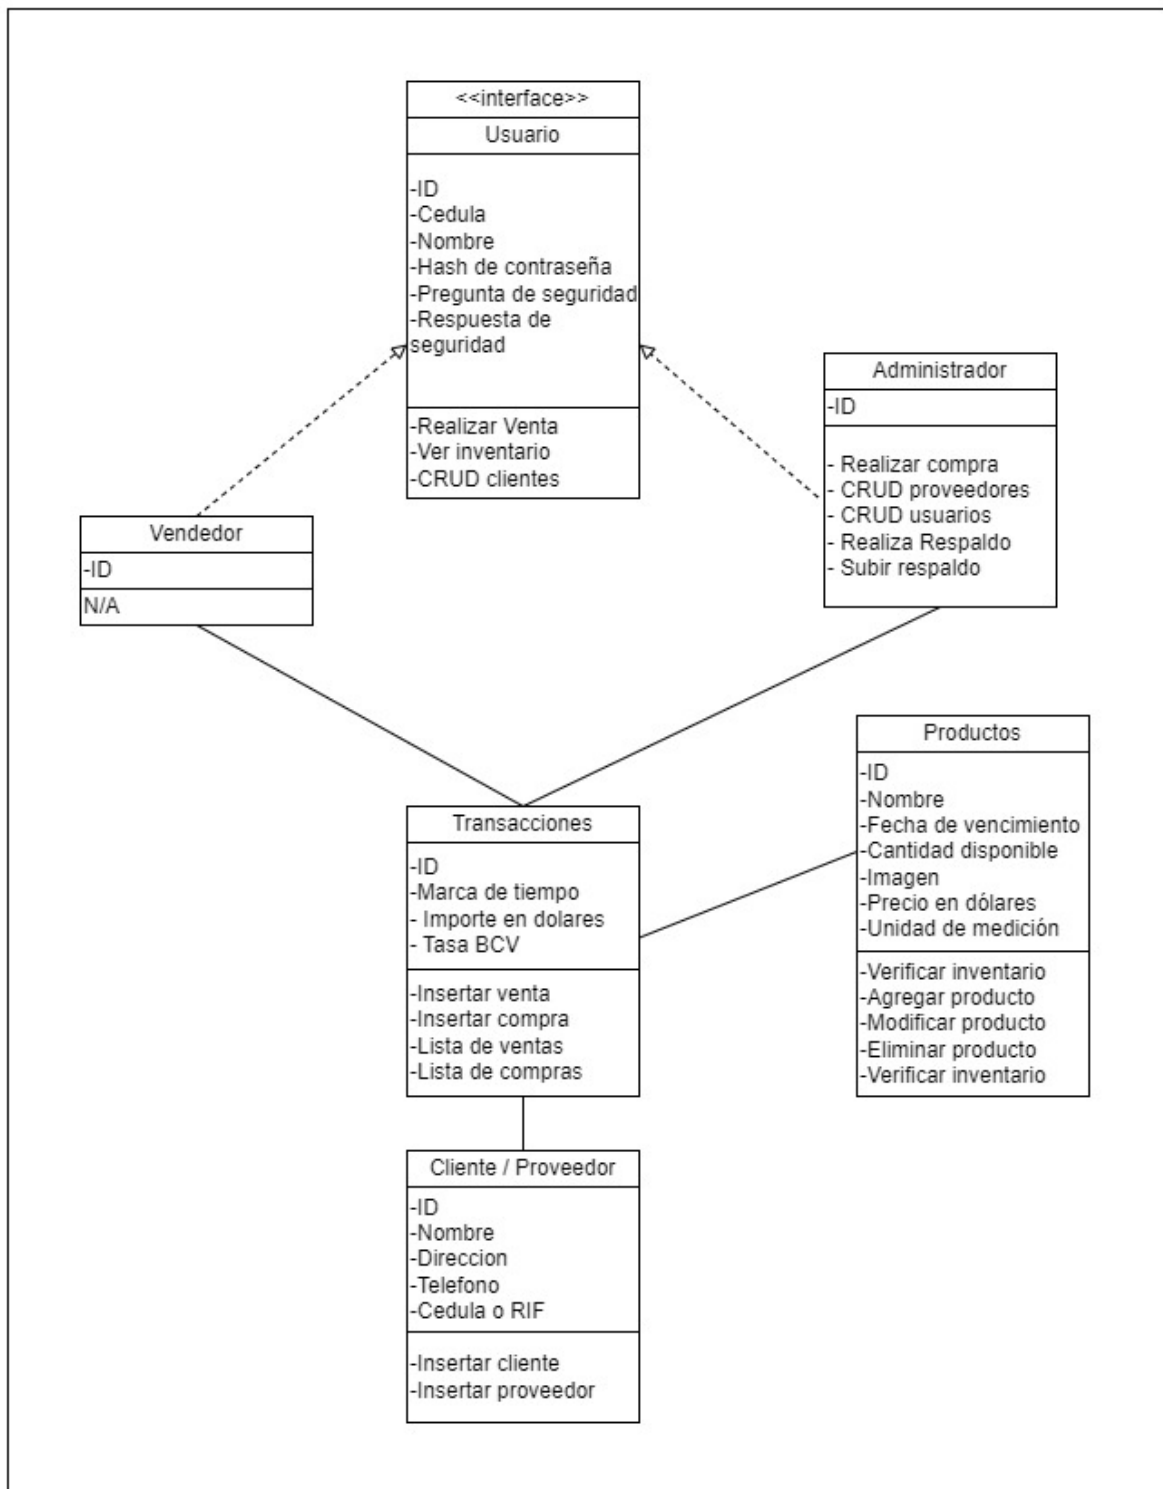 <<interface>>
Usuario
-ID
-Cedula
-Nombre
-Hash de contraseña
-Pregunta de seguridad
-Respuesta de
seguridad
-Realizar Venta
-Ver inventario
-CRUD clientes
Administrador
-ID
- Realizar compra
- CRUD proveedores
- CRUD usuarios
- Realiza Respaldo
- Subir respaldo
Vendedor
-ID
N/A
Productos
-ID
-Nombre
-Fecha de vencimiento
-Cantidad disponible
-Imagen
-Precio en dólares
-Unidad de medición
-Verificar inventario
-Agregar producto
-Modificar producto
-Eliminar producto
-Verificar inventario
Transacciones
-ID
-Marca de tiempo
- Importe en dolares
- Tasa BCV
-Insertar venta
-Insertar compra
-Lista de ventas
-Lista de compras
Cliente / Proveedor
-ID
-Nombre
-Direccion
-Telefono
-Cedula o RIF
-Insertar cliente
-Insertar proveedor